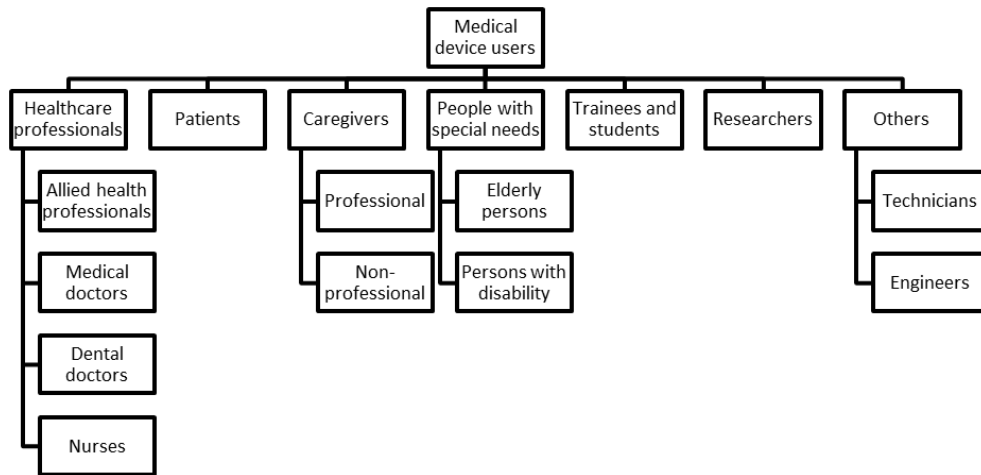 Medical
device users
Healthcare
professionals
Patients
Caregivers
People with
special needs
Trainees and
students
Researchers
Others
Allied health
professionals
Medical
doctors
Dental
doctors
Nurses
Professional
Non-
professional
Elderly
persons
Persons with
disability
Technicians
Engineers